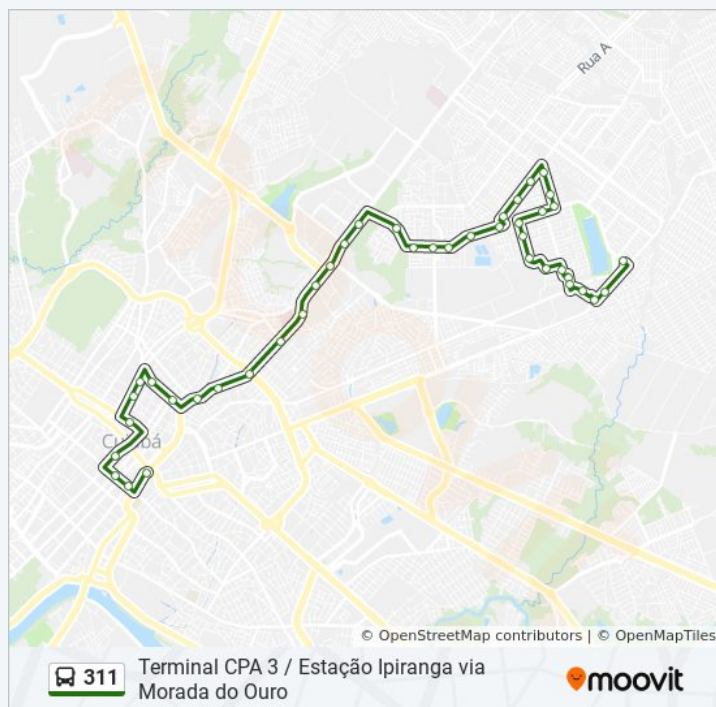 Rua A
Cuiabá
© OpenStreetMap contributors | © OpenMapTiles
311
Terminal CPA 3 / Estação Ipiranga via
Morada do Ouro
moovit